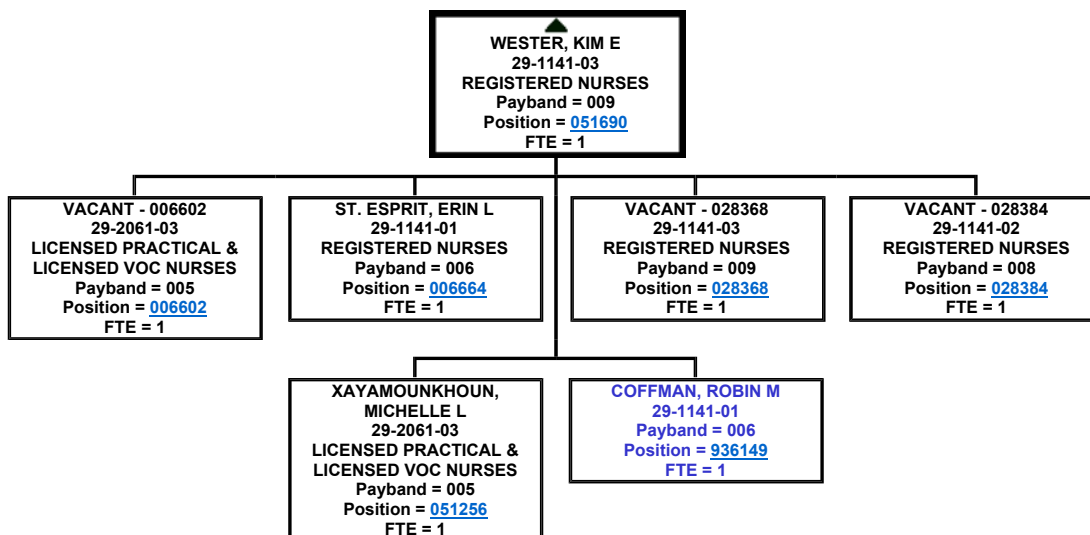 WESTER, KIM E
29-1141-03
REGISTERED NURSES
Payband = 009
Position = 051690
FTE = 1
VACANT - 006602
29-2061-03
LICENSED PRACTICAL &
LICENSED VOC NURSES
Payband = 005
Position = 006602
FTE = 1
ST. ESPRIT, ERIN L
29-1141-01
REGISTERED NURSES
Payband = 006
Position = 006664
FTE = 1
VACANT - 028368
29-1141-03
REGISTERED NURSES
Payband = 009
Position = 028368
FTE = 1
VACANT - 028384
29-1141-02
REGISTERED NURSES
Payband = 008
Position = 028384
FTE = 1
XAYAMOUNKHOUN,
MICHELLE L
29-2061-03
LICENSED PRACTICAL &
LICENSED VOC NURSES
Payband = 005
Position = 051256
FTE = 1
COFFMAN, ROBIN M
29-1141-01
Payband = 006
Position = 936149
FTE = 1